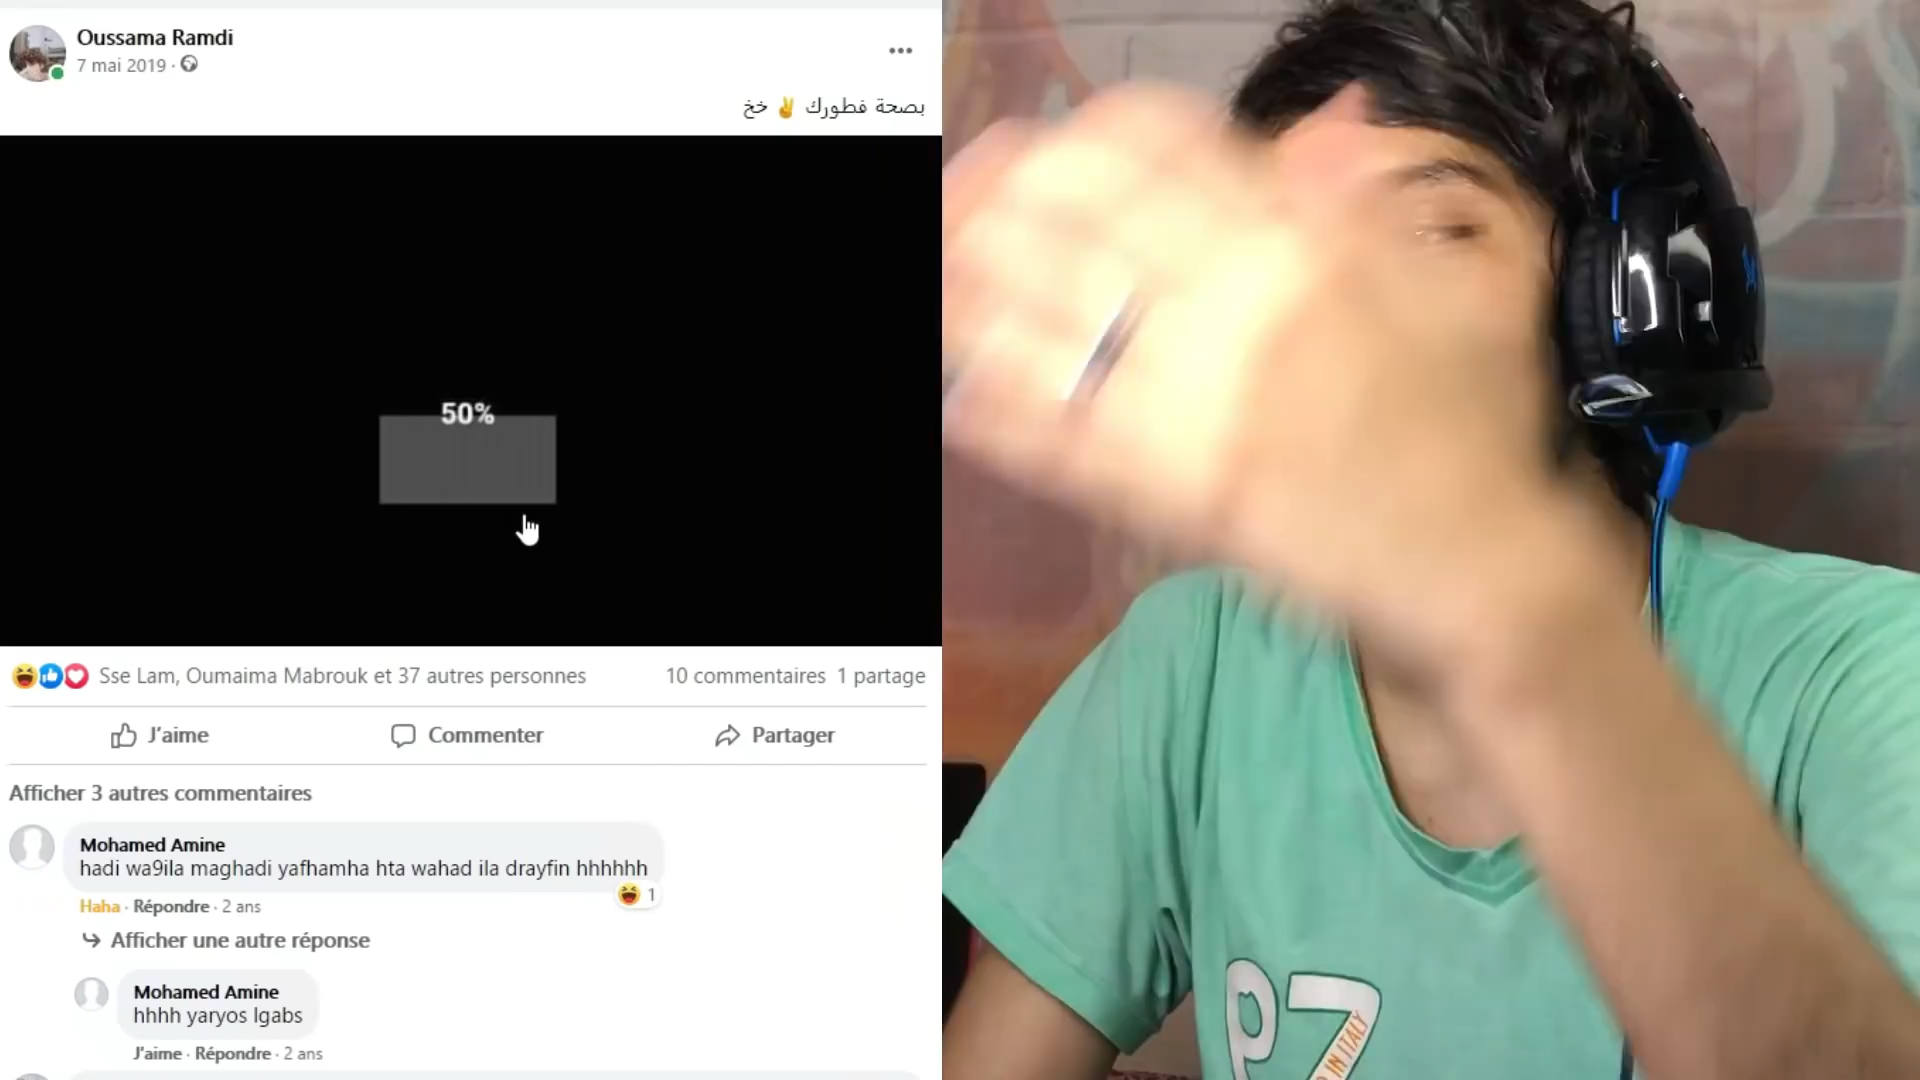 Oussama Ramdi
7 mai 2019 ·
بصحة فطورك ✌ خخ
50%
Sse Lam, Oumaima Mabrouk et 37 autres personnes
10 commentaires 1 partage
J'aime
Commenter
Partager
Afficher 3 autres commentaires
Mohamed Amine
hadi wa9ila maghadi yafhamha hta wahad ila drayfin hhhhhh
1
Haha · Répondre · 2 ans
Afficher une autre réponse
Mohamed Amine
hhhh yaryos lgabs
J'aime · Répondre · 2 ans
P7
IN ITALY